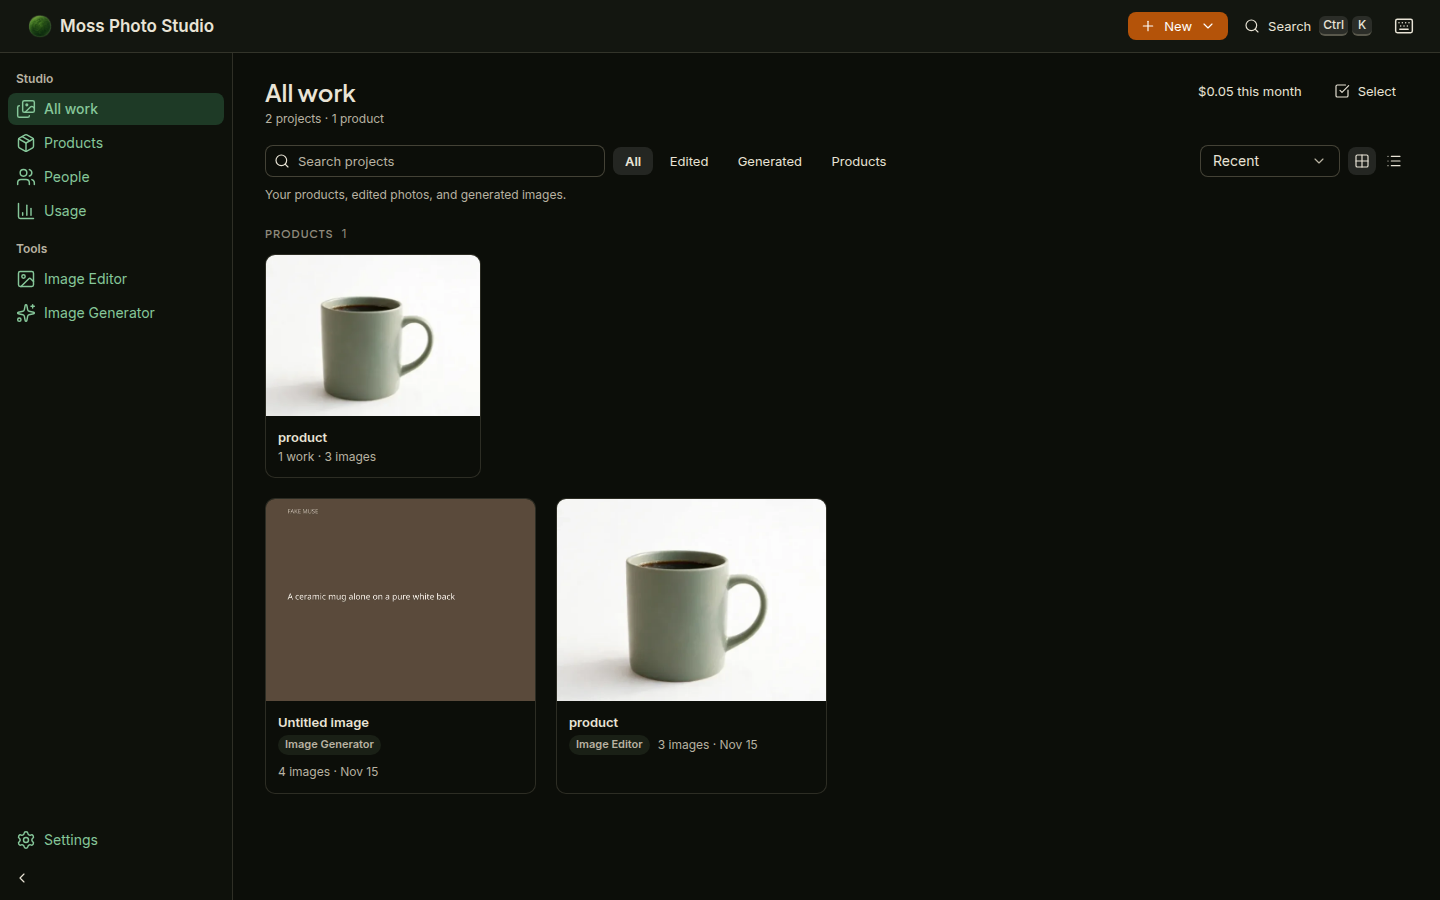 Moss Photo Studio
New
Search Ctrl K
Studio
All work
Products
People
Usage
Tools
Image Editor
Image Generator
Settings
All work
2 projects · 1 product
$0.05 this month
Select
Search projects
All Edited Generated Products
Recent
Your products, edited photos, and generated images.
PRODUCTS 1
product
1 work · 3 images
FAKE MUSE
A ceramic mug alone on a pure white back
Untitled image
Image Generator
4 images · Nov 15
product
Image Editor 3 images · Nov 15